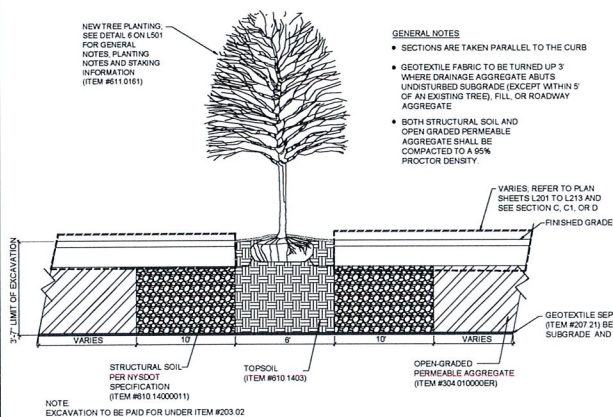 NEW TREE PLANTING;
SEE DETAIL 6 ON L501
FOR GENERAL
NOTES, PLANTING
NOTES AND STAKING
INFORMATION
(ITEM #611.0161)
GENERAL NOTES
• SECTIONS ARE TAKEN PARALLEL TO THE CURB
• GEOTEXTILE FABRIC TO BE TURNED UP 3'
WHERE DRAINAGE AGGREGATE ABUTS
UNDISTURBED SUBGRADE (EXCEPT WITHIN 5'
OF AN EXISTING TREE), FILL, OR ROADWAY
AGGREGATE
• BOTH STRUCTURAL SOIL AND
OPEN GRADED PERMEABLE
AGGREGATE SHALL BE
COMPACTED TO A 95%
PROCTOR DENSITY.
VARIES; REFER TO PLAN
SHEETS L201 TO L213 AND
SEE SECTION C, C1, OR D
FINISHED GRADE
3'-7" LIMIT OF EXCAVATION
GEOTEXTILE SEP
(ITEM #207.21) BE
SUBGRADE AND
VARIES 10' 6' 10' VARIES
STRUCTURAL SOIL
PER NYSDOT
SPECIFICATION
(ITEM #610.14000011)
TOPSOIL
(ITEM #610.1403)
OPEN-GRADED
PERMEABLE AGGREGATE
(ITEM #304.010000ER)
NOTE:
EXCAVATION TO BE PAID FOR UNDER ITEM #203.02